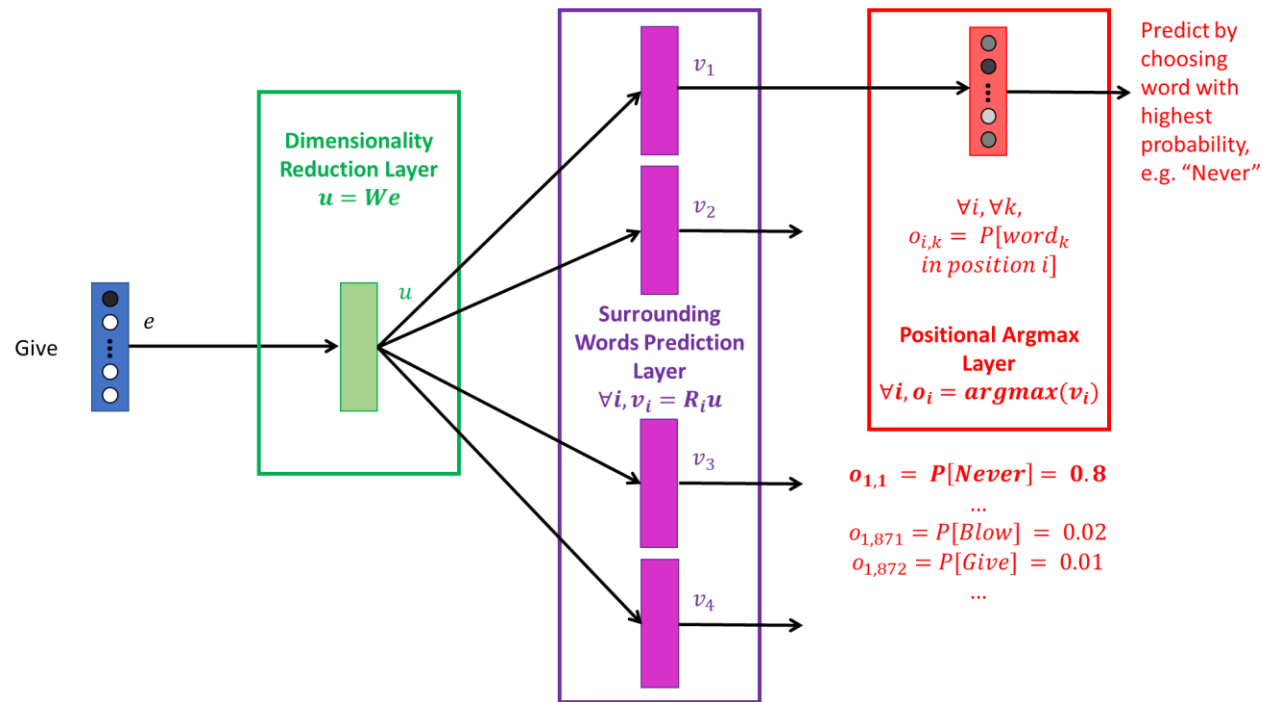 Give
e
Dimensionality
Reduction Layer
u = We
u
v₁
v₂
Surrounding
Words Prediction
Layer
∀i, vᵢ = Rᵢu
v₃
v₄
∀i, ∀k,
oᵢ,ₖ = P[wordₖ
in position i]
Positional Argmax
Layer
∀i, oᵢ = argmax(vᵢ)
Predict by
choosing
word with
highest
probability,
e.g. “Never”
o₁,₁ = P[Never] = 0.8
...
o₁,₈₇₁ = P[Blow] = 0.02
o₁,₈₇₂ = P[Give] = 0.01
...